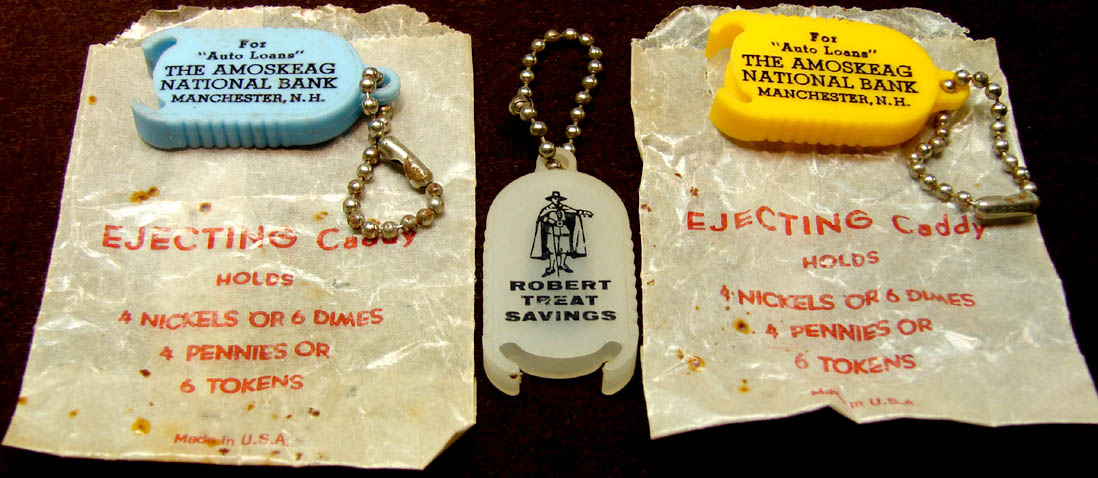 For
"Auto Loans"
THE AMOSKEAG
NATIONAL BANK
MANCHESTER, N.H.
EJECTING Caddy
HOLDS
4 NICKELS OR 6 DIMES
4 PENNIES OR
6 TOKENS
Made in U.S.A.
ROBERT
TREAT
SAVINGS
For
"Auto Loans"
THE AMOSKEAG
NATIONAL BANK
MANCHESTER, N.H.
EJECTING Caddy
HOLDS
4 NICKELS OR 6 DIMES
4 PENNIES OR
6 TOKENS
Made in U.S.A.